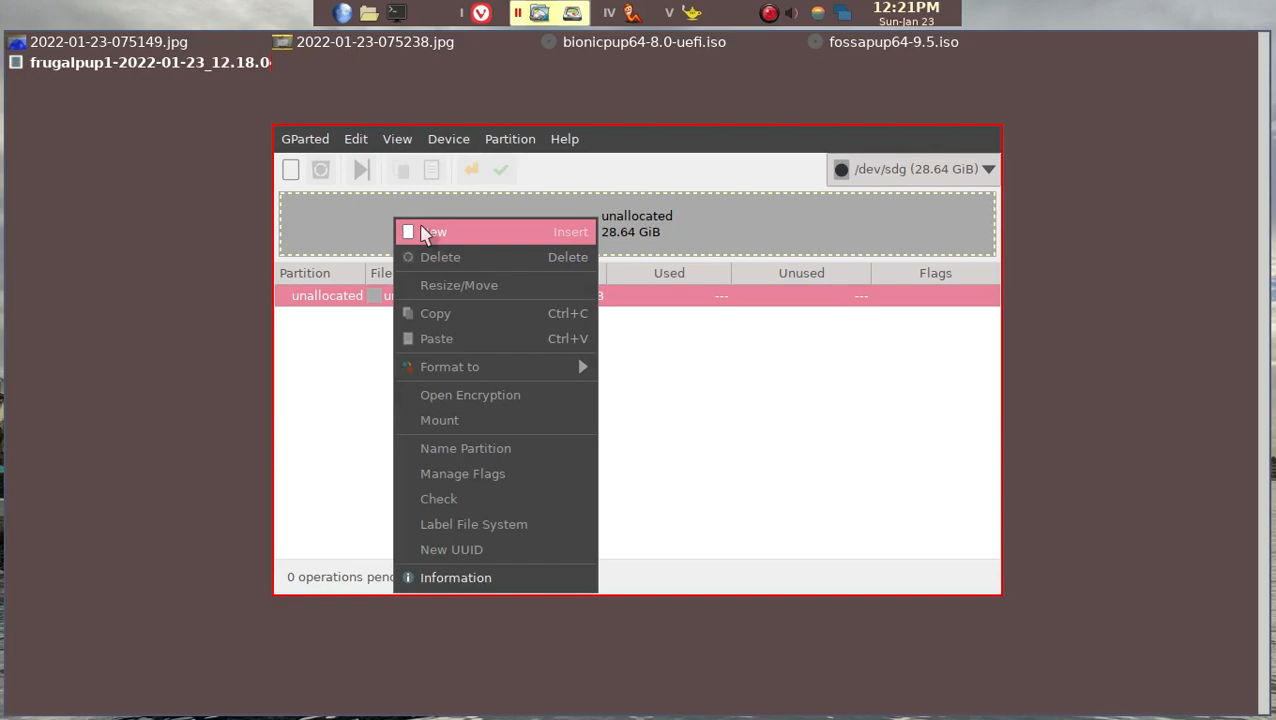 I II IV V 12:21PM
Sun-Jan 23
2022-01-23-075149.jpg 2022-01-23-075238.jpg bionicpup64-8.0-uefi.iso fossapup64-9.5.iso
frugalpup1-2022-01-23_12.18.0
GParted Edit View Device Partition Help
/dev/sdg (28.64 GiB)
unallocated
28.64 GiB
Partition File Used Unused Flags
unallocated --- ---
Insert
Delete Delete
Resize/Move
Copy Ctrl+C
Paste Ctrl+V
Format to
Open Encryption
Mount
Name Partition
Manage Flags
Check
Label File System
New UUID
Information
0 operations pen